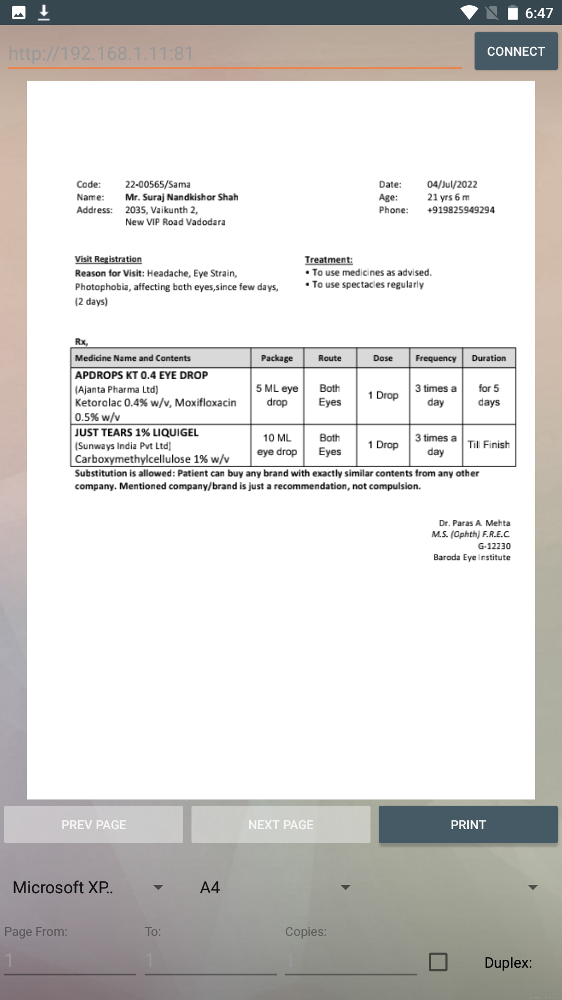 6:47
http://192.168.1.11:81
CONNECT
Code: 22-00565/Sama
Date: 04/Jul/2022
Name: Mr. Suraj Nandkishor Shah
Age: 21 yrs 6 m
Address: 2035, Vaikunth 2,
Phone: +919825949294
New VIP Road Vadodara
Visit Registration
Reason for Visit: Headache, Eye Strain,
Photophobia, affecting both eyes,since few days,
(2 days)
Treatment:
• To use medicines as advised.
• To use spectacles regularly
Rx,
Medicine Name and Contents Package Route Dose Frequency Duration
APDROPS KT 0.4 EYE DROP
(Ajanta Pharma Ltd)
Ketorolac 0.4% w/v, Moxifloxacin
0.5% w/v
5 ML eye
drop
Both
Eyes
1 Drop
3 times a
day
for 5
days
JUST TEARS 1% LIQUIGEL
(Sunways India Pvt Ltd)
Carboxymethylcellulose 1% w/v
10 ML
eye drop
Both
Eyes
1 Drop
3 times a
day
Till Finish
Substitution is allowed: Patient can buy any brand with exactly similar contents from any other
company. Mentioned company/brand is just a recommendation, not compulsion.
Dr. Paras A. Mehta
M.S. (Ophth) F.R.E.C.
G-12230
Baroda Eye Institute
PREV PAGE NEXT PAGE PRINT
Microsoft XP.. A4
Page From: To: Copies:
1 1 1 Duplex: